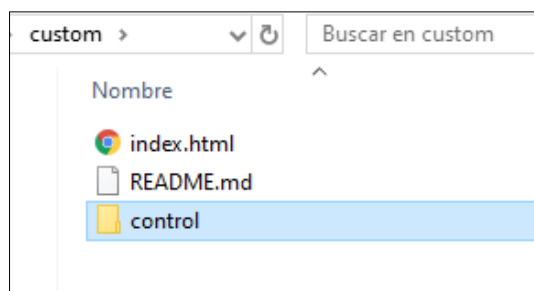 custom
Buscar en custom
Nombre
index.html
README.md
control